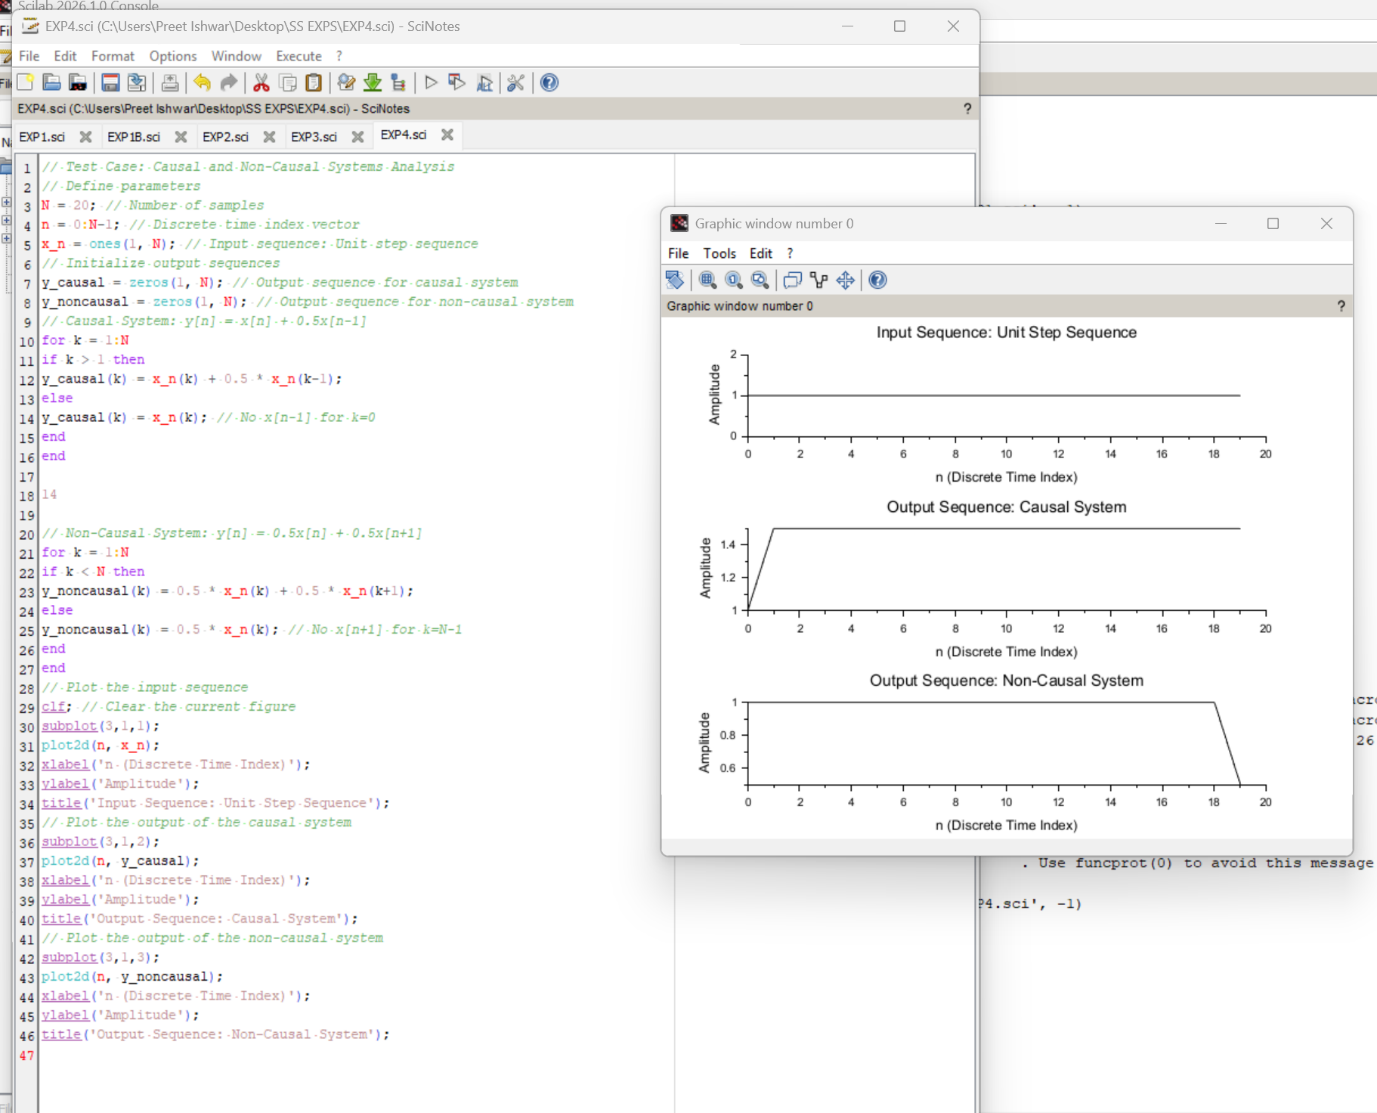 Scilab 2026.1.0 Console
EXP4.sci (C:\Users\Preet Ishwar\Desktop\SS EXPS\EXP4.sci) - SciNotes
File Edit Format Options Window Execute ?
EXP4.sci (C:\Users\Preet Ishwar\Desktop\SS EXPS\EXP4.sci) - SciNotes ?
EXP1.sci EXP1B.sci EXP2.sci EXP3.sci EXP4.sci
1 // Test Case: Causal and Non-Causal Systems Analysis
2 // Define parameters
3 N = 20; // Number of samples
4 n = 0:N-1; // Discrete time index vector
5 x_n = ones(1, N); // Input sequence: Unit step sequence
6 // Initialize output sequences
7 y_causal = zeros(1, N); // Output sequence for causal system
8 y_noncausal = zeros(1, N); // Output sequence for non-causal system
9 // Causal System: y[n] = x[n] + 0.5x[n-1]
10 for k = 1:N
11 if k > 1 then
12 y_causal(k) = x_n(k) + 0.5 * x_n(k-1);
13 else
14 y_causal(k) = x_n(k); // No x[n-1] for k=0
15 end
16 end
17
18 14
19
20 // Non-Causal System: y[n] = 0.5x[n] + 0.5x[n+1]
21 for k = 1:N
22 if k < N then
23 y_noncausal(k) = 0.5 * x_n(k) + 0.5 * x_n(k+1);
24 else
25 y_noncausal(k) = 0.5 * x_n(k); // No x[n+1] for k=N-1
26 end
27 end
28 // Plot the input sequence
29 clf; // Clear the current figure
30 subplot(3,1,1);
31 plot2d(n, x_n);
32 xlabel('n (Discrete Time Index)');
33 ylabel('Amplitude');
34 title('Input Sequence: Unit Step Sequence');
35 // Plot the output of the causal system
36 subplot(3,1,2);
37 plot2d(n, y_causal);
38 xlabel('n (Discrete Time Index)');
39 ylabel('Amplitude');
40 title('Output Sequence: Causal System');
41 // Plot the output of the non-causal system
42 subplot(3,1,3);
43 plot2d(n, y_noncausal);
44 xlabel('n (Discrete Time Index)');
45 ylabel('Amplitude');
46 title('Output Sequence: Non-Causal System');
47
Graphic window number 0
File Tools Edit ?
Graphic window number 0 ?
Input Sequence: Unit Step Sequence
Amplitude
2
1
0
0 2 4 6 8 10 12 14 16 18 20
n (Discrete Time Index)
Output Sequence: Causal System
Amplitude
1.4
1.2
1
0 2 4 6 8 10 12 14 16 18 20
n (Discrete Time Index)
Output Sequence: Non-Causal System
Amplitude
1
0.8
0.6
0 2 4 6 8 10 12 14 16 18 20
n (Discrete Time Index)
26
. Use funcprot(0) to avoid this message
P4.sci', -1)